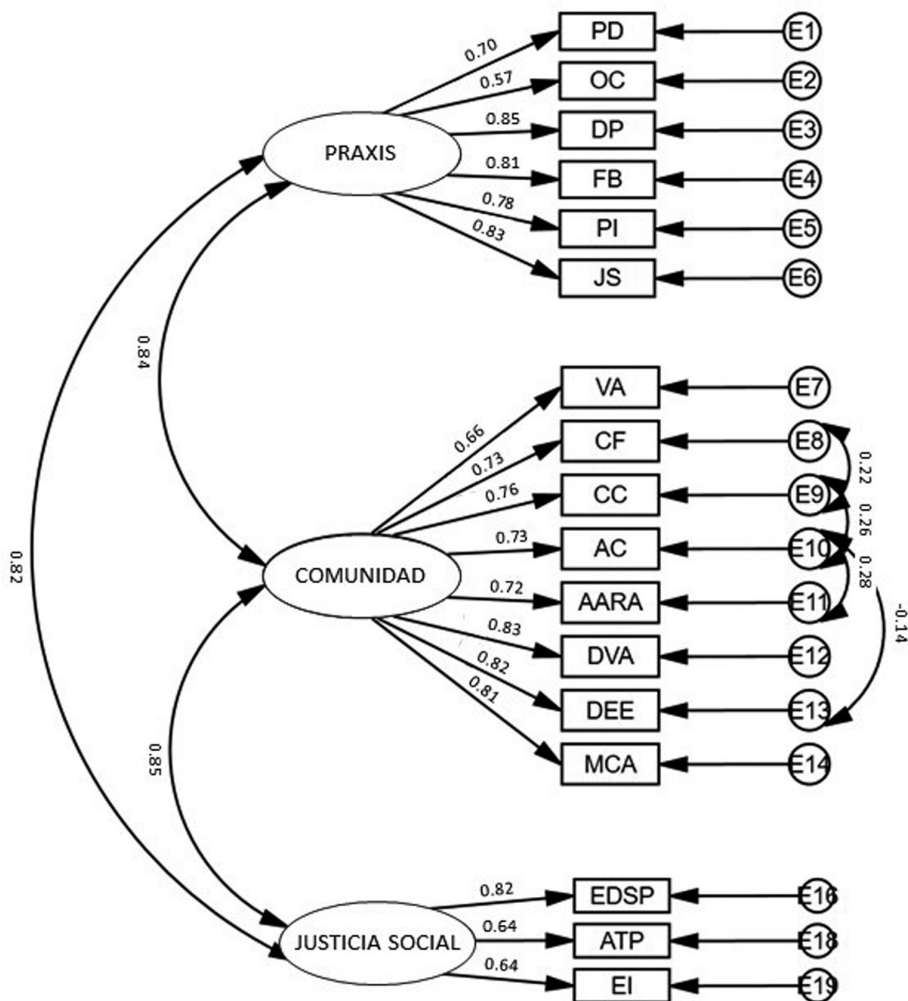 PRAXIS
0.70
0.57
0.85
0.81
0.78
0.83
PD
E1
OC
E2
DP
E3
FB
E4
PI
E5
JS
E6
0.84
0.82
COMUNIDAD
0.66
0.73
0.76
0.73
0.72
0.83
0.82
0.81
VA
E7
CF
E8
CC
E9
AC
E10
AARA
E11
DVA
E12
DEE
E13
MCA
E14
0.22
0.26
0.28
-0.14
0.85
JUSTICIA SOCIAL
0.82
0.64
0.64
EDSP
E16
ATP
E18
EI
E19